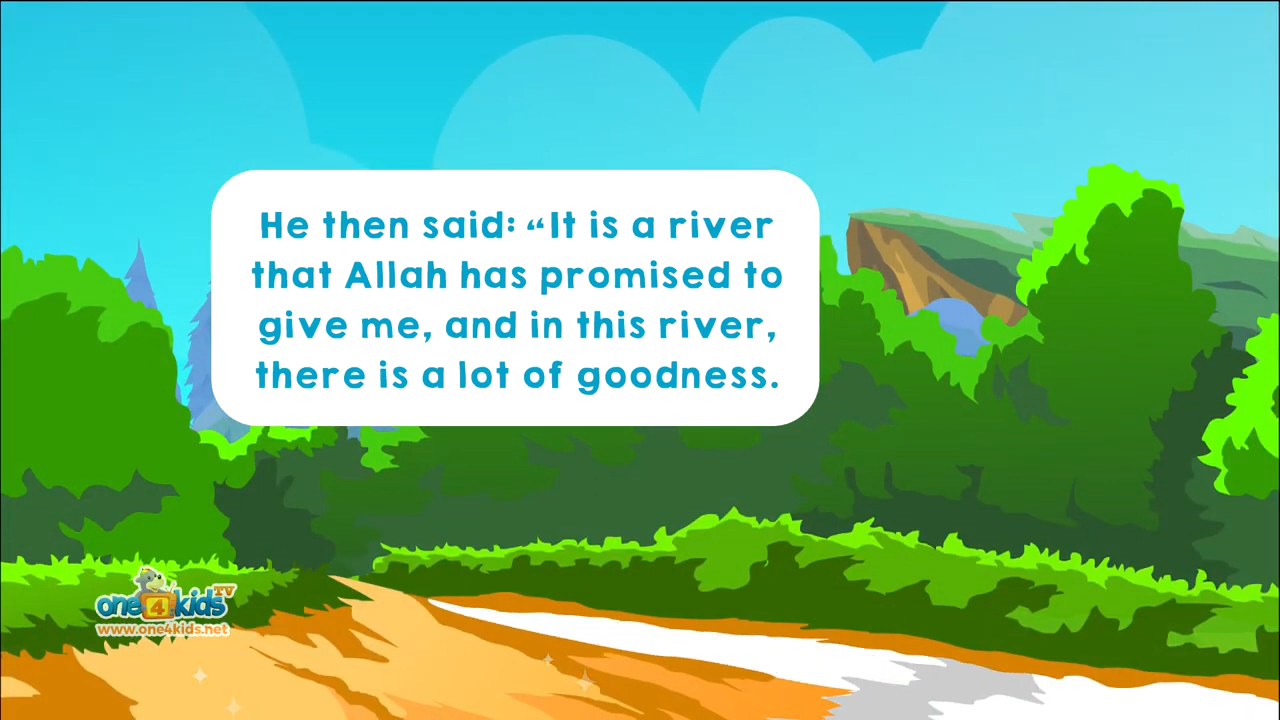 He then said: “It is a river
that Allah has promised to
give me, and in this river,
there is a lot of goodness.
one4kids TV
www.one4kids.net